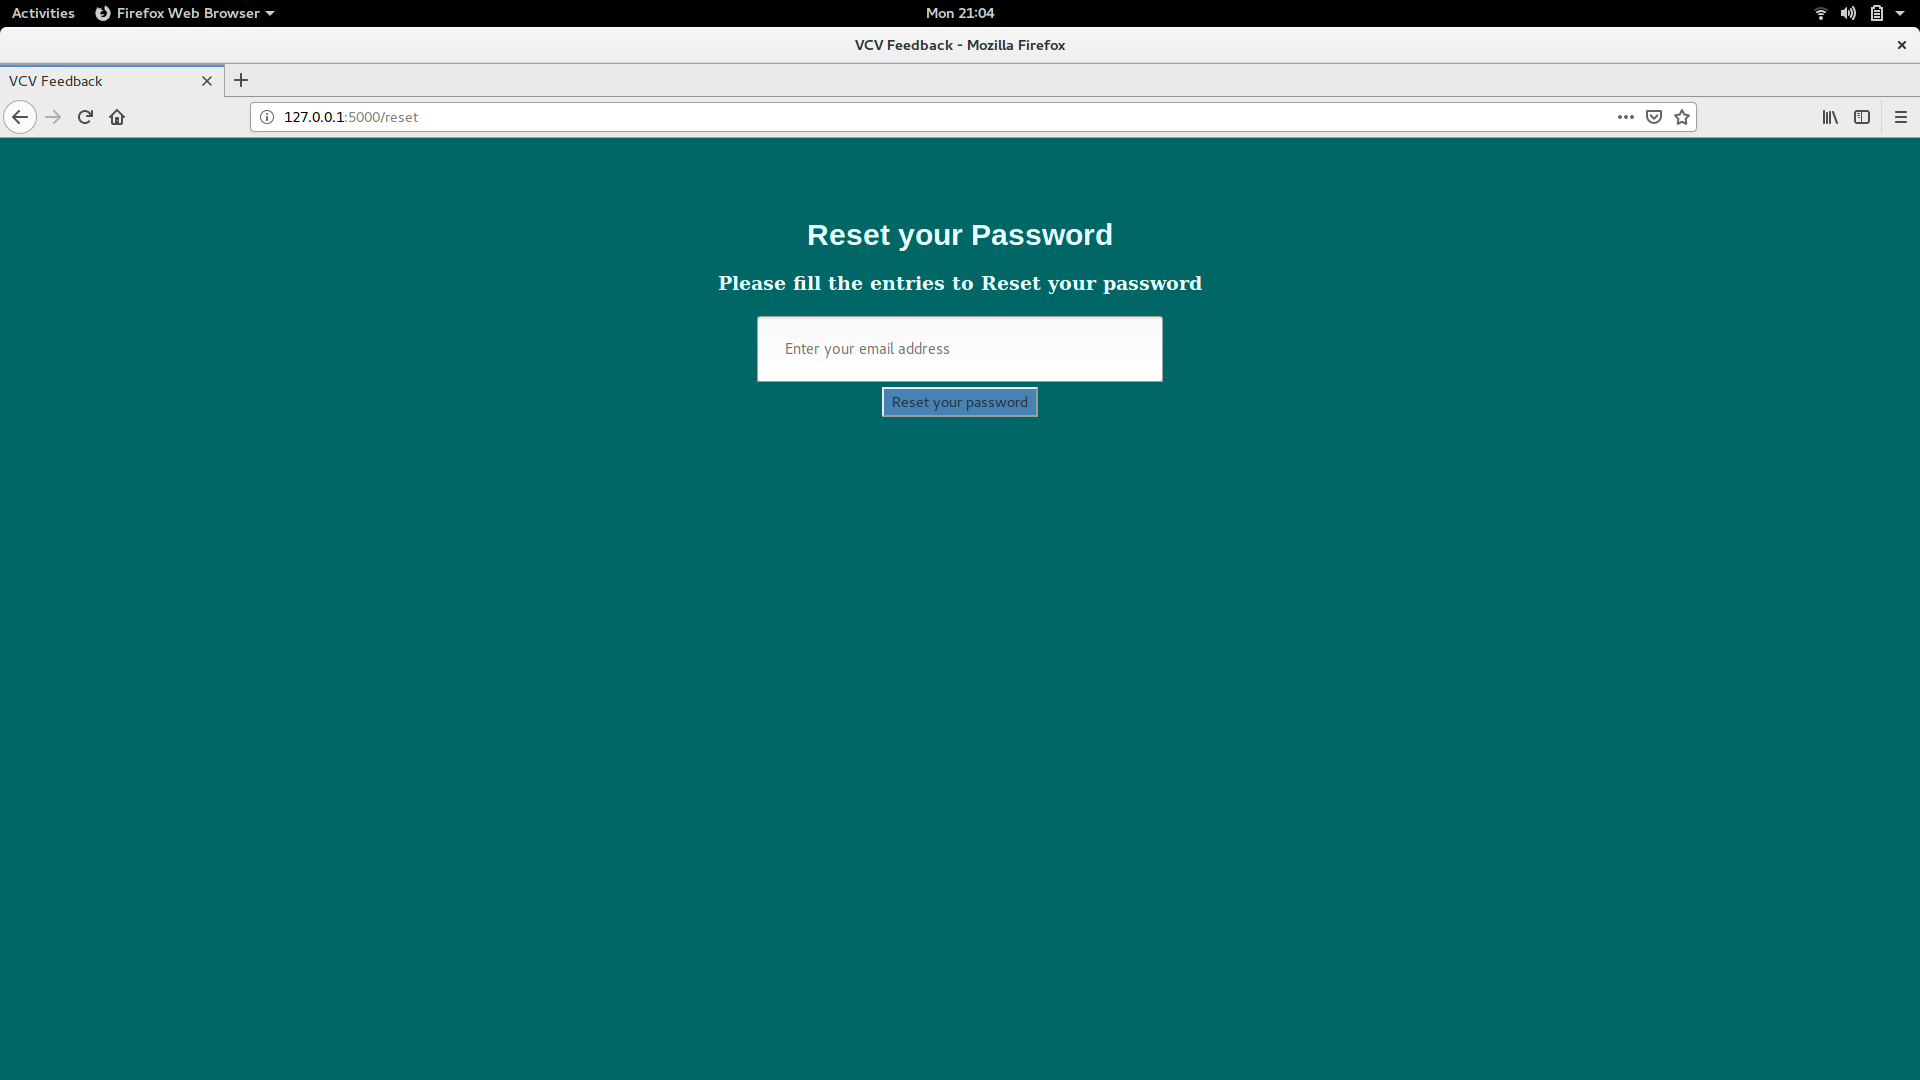 Activities Firefox Web Browser Mon 21:04
VCV Feedback - Mozilla Firefox
VCV Feedback
127.0.0.1:5000/reset
Reset your Password
Please fill the entries to Reset your password
Enter your email address
Reset your password